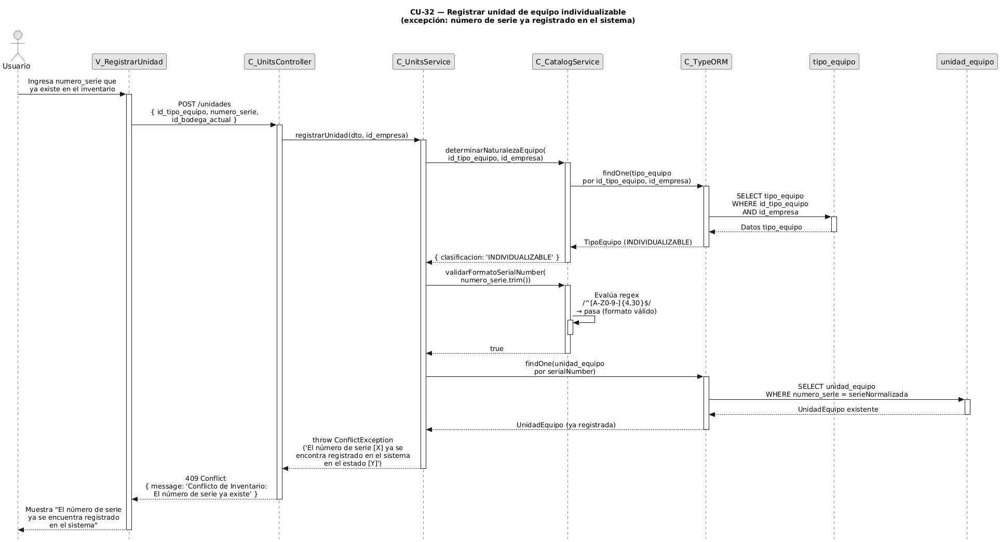 CU-32 — Registrar unidad de equipo individualizable
(excepción: número de serie ya registrado en el sistema)
Usuario
V_RegistrarUnidad
C_UnitsController
C_UnitsService
C_CatalogService
C_TypeORM
tipo_equipo
unidad_equipo
Ingresa numero_serie que
ya existe en el inventario
POST /unidades
{ id_tipo_equipo, numero_serie,
id_bodega_actual }
registrarUnidad(dto, id_empresa)
determinarNaturalezaEquipo(
id_tipo_equipo, id_empresa)
findOne(tipo_equipo
por id_tipo_equipo, id_empresa)
SELECT tipo_equipo
WHERE id_tipo_equipo
AND id_empresa
Datos tipo_equipo
TipoEquipo (INDIVIDUALIZABLE)
{ clasificacion: 'INDIVIDUALIZABLE' }
validarFormatoSerialNumber(
numero_serie.trim())
Evalúa regex
/^[A-Z0-9-]{4,30}$/
→ pasa (formato válido)
true
findOne(unidad_equipo
por serialNumber)
SELECT unidad_equipo
WHERE numero_serie = serieNormalizada
UnidadEquipo existente
UnidadEquipo (ya registrada)
throw ConflictException
('El número de serie [X] ya se
encontra registrado en el sistema
en el estado [Y]')
409 Conflict
{ message: 'Conflicto de Inventario:
El número de serie ya existe' }
Muestra "El número de serie
ya se encuentra registrado
en el sistema"